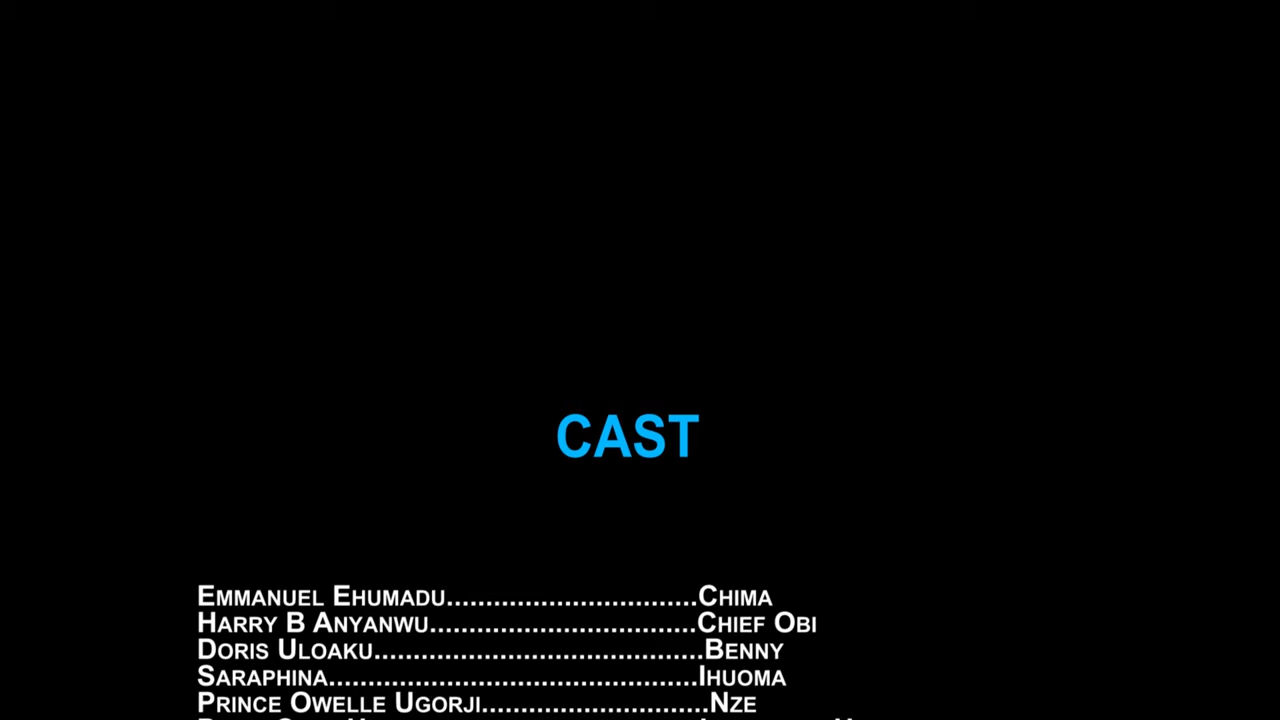 CAST
EMMANUEL EHUMADU................................CHIMA
HARRY B ANYANWU..................................CHIEF OBI
DORIS ULOAKU..........................................BENNY
SARAPHINA...............................................IHUOMA
PRINCE OWELLE UGORJI.............................NZE